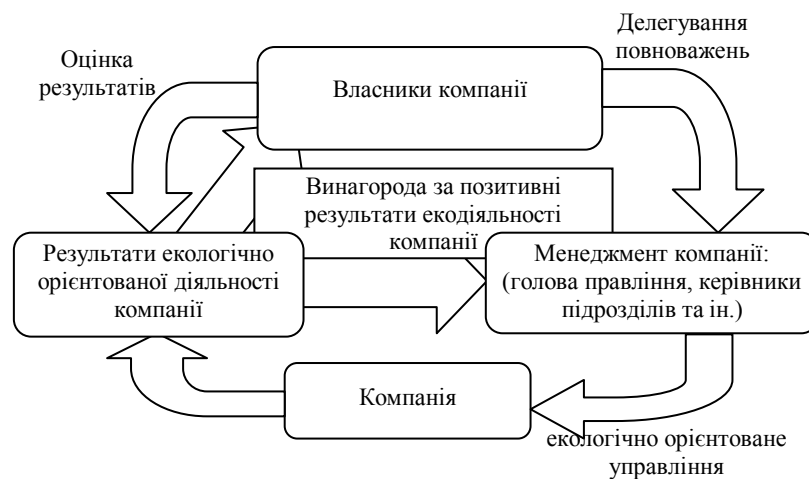 Делегування
повноважень
Оцінка
результатів
Власники компанії
Винагорода за позитивні
результати екодіяльності
компанії
Результати екологічно
орієнтованої діяльності
компанії
Менеджмент компанії:
(голова правління, керівники
підрозділів та ін.)
Компанія
екологічно орієнтоване
управління